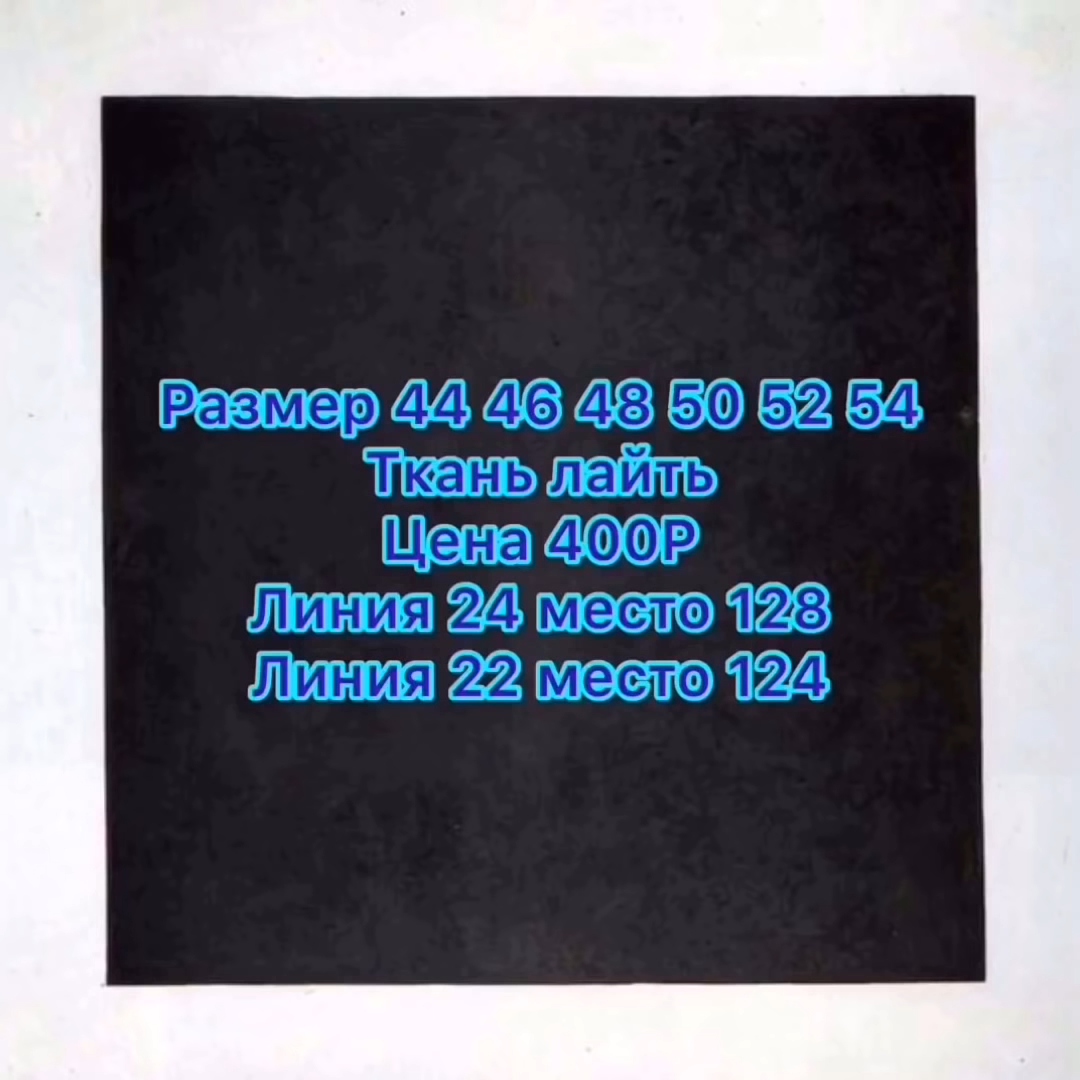 Размер 44 46 48 50 52 54
Ткань лайть
Цена 400Р
Линия 24 место 128
Линия 22 место 124